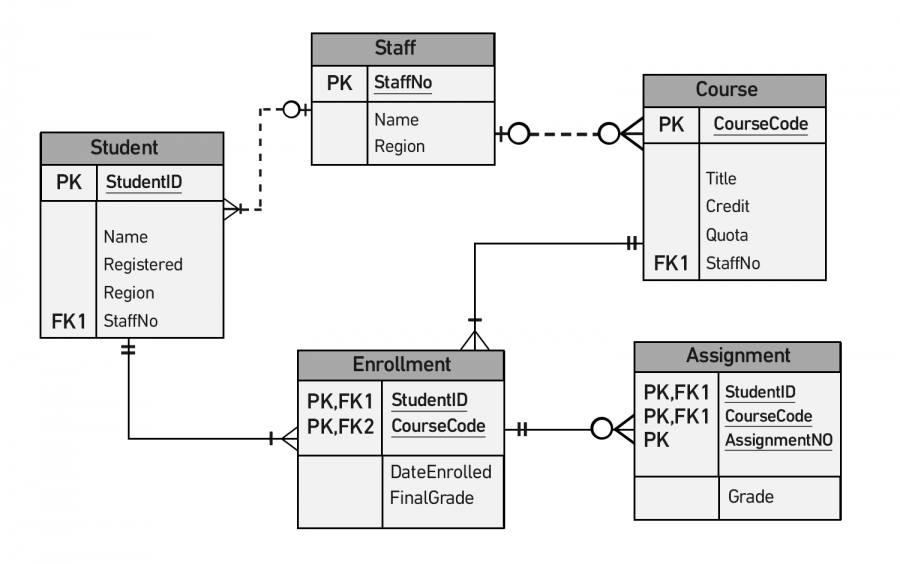 Staff
PK StaffNo
Name
Region
Course
PK CourseCode
Title
Credit
Quota
FK1 StaffNo
Student
PK StudentID
Name
Registered
Region
FK1 StaffNo
Enrollment
PK,FK1 StudentID
PK,FK2 CourseCode
DateEnrolled
FinalGrade
Assignment
PK,FK1 StudentID
PK,FK1 CourseCode
PK AssignmentNO
Grade